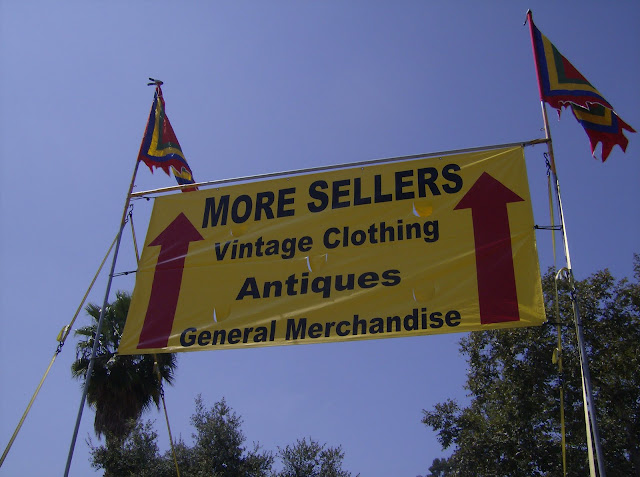 MORE SELLERS
Vintage Clothing
Antiques
General Merchandise